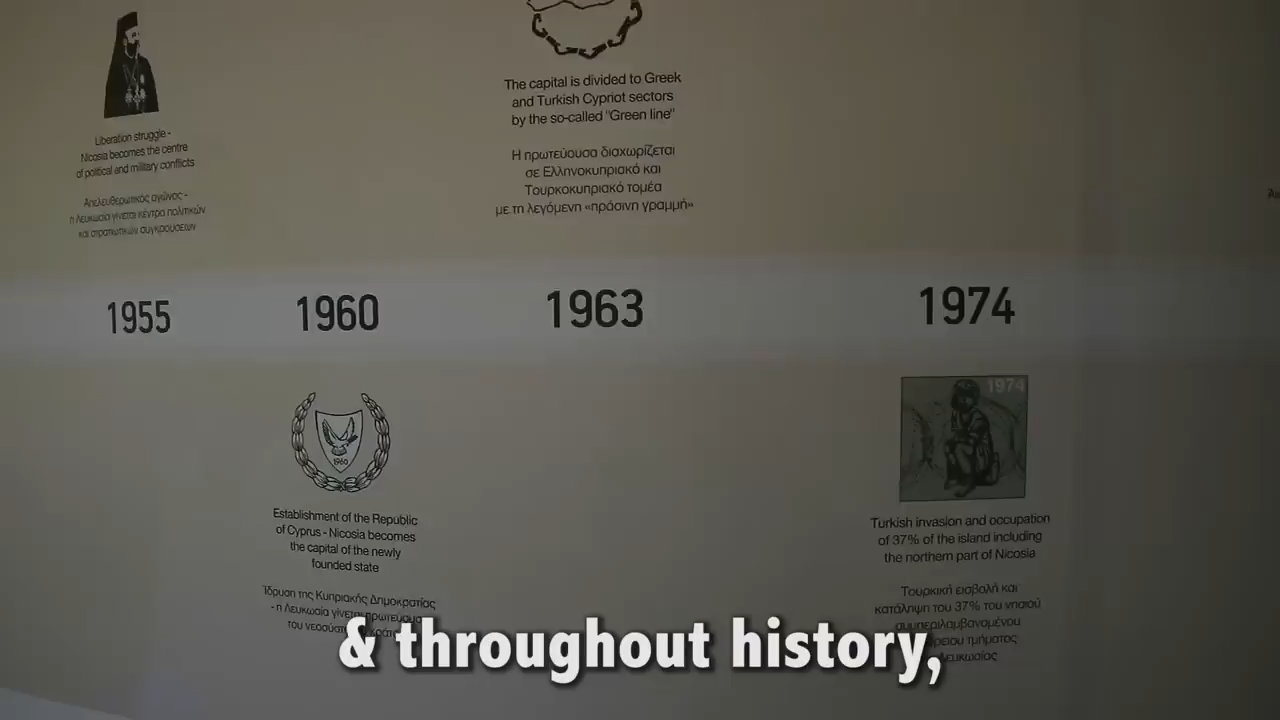 Liberation struggle -
Nicosia becomes the centre
of political and military conflicts
Απελευθερωτικός αγώνας -
η Λευκωσία γίνεται κέντρο πολιτικών
και στρατιωτικών συγκρούσεων
The capital is divided to Greek
and Turkish Cypriot sectors
by the so-called "Green line"
Η πρωτεύουσα διαχωρίζεται
σε Ελληνοκυπριακό και
Τουρκοκυπριακό τομέα
με τη λεγόμενη «πράσινη γραμμή»
1955
1960
1963
1974
1960
Establishment of the Republic
of Cyprus - Nicosia becomes
the capital of the newly
founded state
Ίδρυση της Κυπριακής Δημοκρατίας
- η Λευκωσία γίνεται πρωτεύουσα
του
1974
Turkish invasion and occupation
of 37% of the island including
the northern part of Nicosia
Τουρκική εισβολή και
κατάληψη του 37% του νησιού
συμπεριλαμβανομένου
τμήματος
& throughout history,